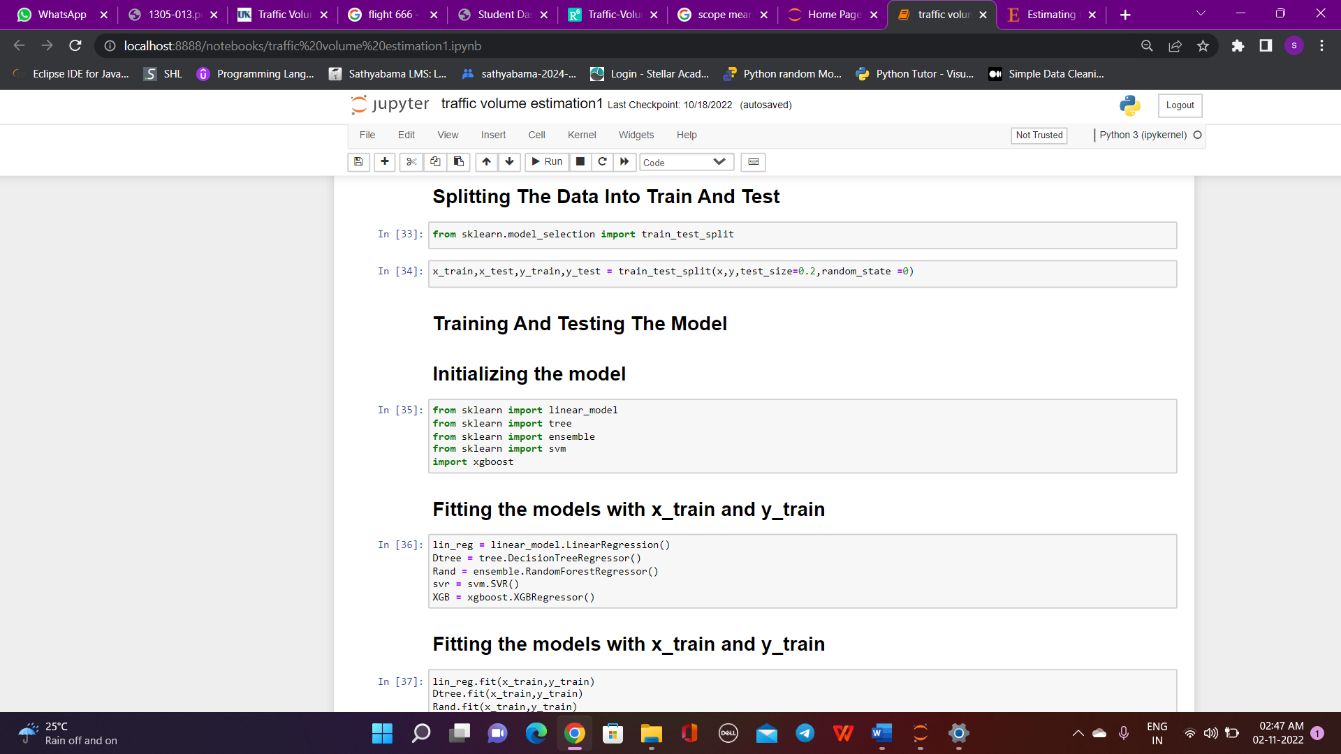 WhatsApp
1305-013.p
Traffic Volu
flight 666 -
Student Da
Traffic-Volu
scope mear
Home Page
traffic volur
Estimating
localhost:8888/notebooks/traffic%20volume%20estimation1.ipynb
S
Eclipse IDE for Java...
SHL
Programming Lang...
Sathyabama LMS: L...
sathyabama-2024-...
Login - Stellar Acad...
Python random Mo...
Python Tutor - Visu...
Simple Data Cleani...
jupyter traffic volume estimation1 Last Checkpoint: 10/18/2022 (autosaved)
Logout
File Edit View Insert Cell Kernel Widgets Help
Not Trusted
Python 3 (ipykernel)
Run
Code
Splitting The Data Into Train And Test
In [33]: from sklearn.model_selection import train_test_split
In [34]: x_train,x_test,y_train,y_test = train_test_split(x,y,test_size=0.2,random_state =0)
Training And Testing The Model
Initializing the model
In [35]: from sklearn import linear_model
from sklearn import tree
from sklearn import ensemble
from sklearn import svm
import xgboost
Fitting the models with x_train and y_train
In [36]: lin_reg = linear_model.LinearRegression()
Dtree = tree.DecisionTreeRegressor()
Rand = ensemble.RandomForestRegressor()
svr = svm.SVR()
XGB = xgboost.XGBRegressor()
Fitting the models with x_train and y_train
In [37]: lin_reg.fit(x_train,y_train)
Dtree.fit(x_train,y_train)
Rand.fit(x_train,y_train)
25°C
Rain off and on
DELL
ENG
IN
02:47 AM
02-11-2022
1